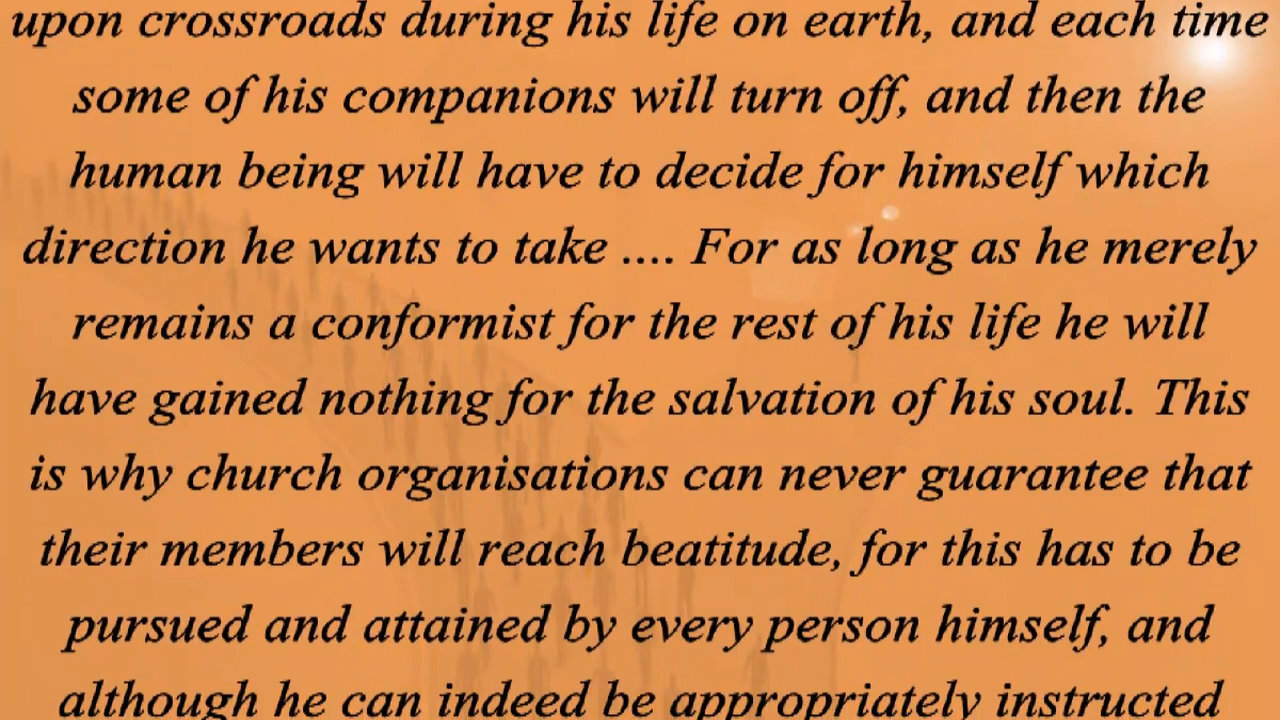 upon crossroads during his life on earth, and each time
some of his companions will turn off, and then the
human being will have to decide for himself which
direction he wants to take .... For as long as he merely
remains a conformist for the rest of his life he will
have gained nothing for the salvation of his soul. This
is why church organisations can never guarantee that
their members will reach beatitude, for this has to be
pursued and attained by every person himself, and
although he can indeed be appropriately instructed